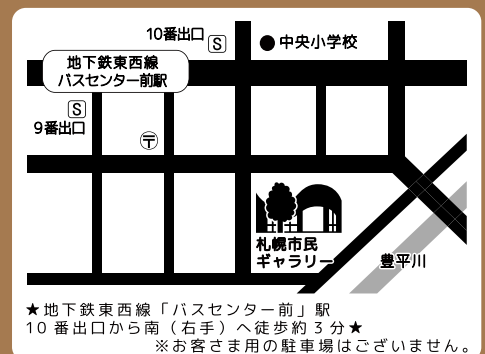 10番出口
S
中央小学校
地下鉄東西線
バスセンター前駅
S
9番出口
〒
札幌市民
ギャラリー
豊平川
★地下鉄東西線「バスセンター前」駅
10 番出口から南（右手）へ徒歩約３分★
※お客さま用の駐車場はございません。